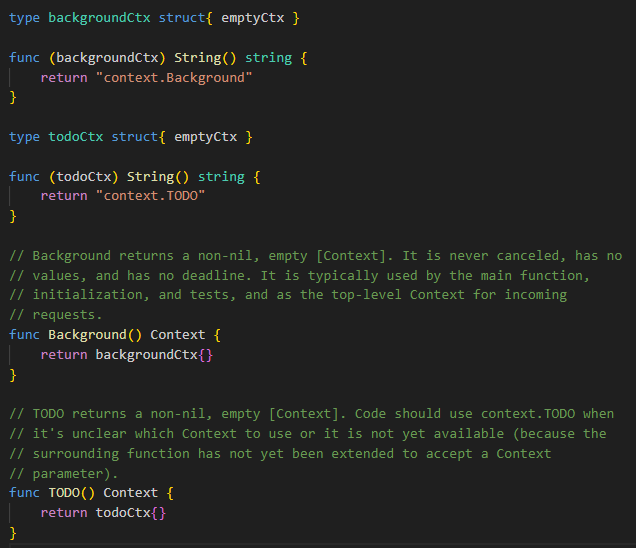 type backgroundCtx struct{ emptyCtx }
func (backgroundCtx) String() string {
return "context.Background"
}
type todoCtx struct{ emptyCtx }
func (todoCtx) String() string {
return "context.TODO"
}
// Background returns a non-nil, empty [Context]. It is never canceled, has no
// values, and has no deadline. It is typically used by the main function,
// initialization, and tests, and as the top-level Context for incoming
// requests.
func Background() Context {
return backgroundCtx{}
}
// TODO returns a non-nil, empty [Context]. Code should use context.TODO when
// it's unclear which Context to use or it is not yet available (because the
// surrounding function has not yet been extended to accept a Context
// parameter).
func TODO() Context {
return todoCtx{}
}